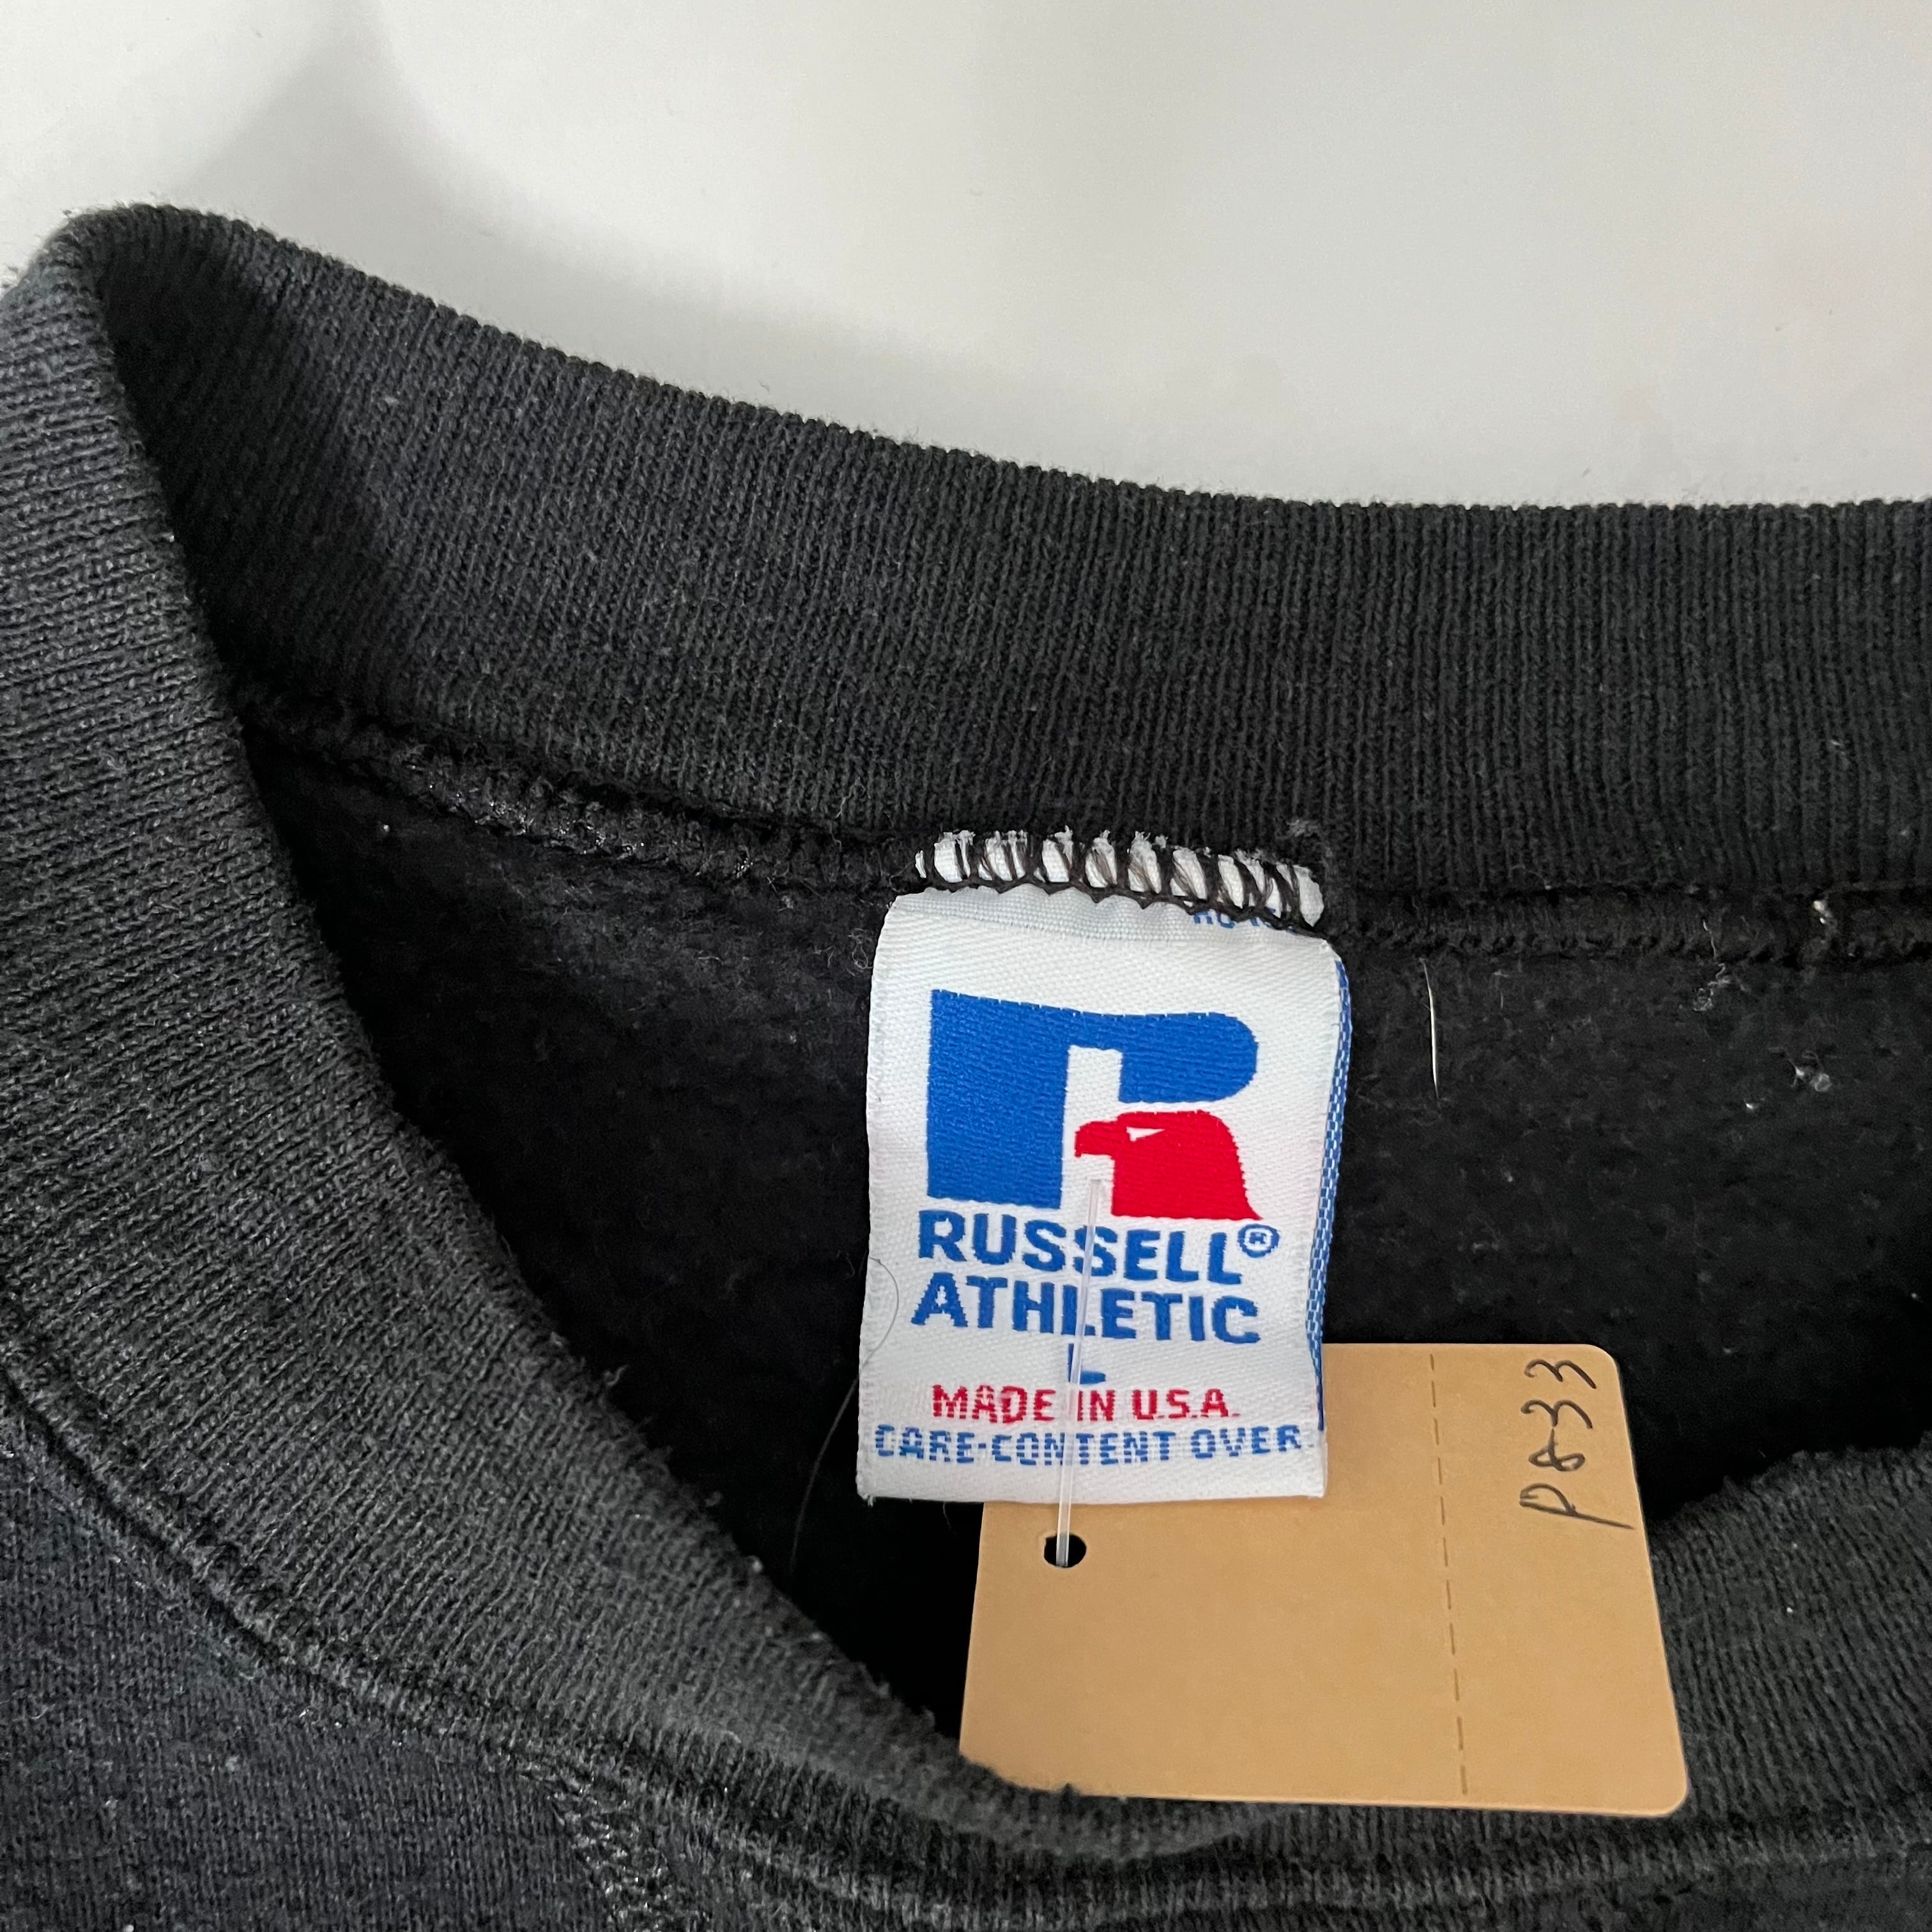 RUSSELL®
ATHLETIC
L
MADE IN U.S.A.
CARE-CONTENT OVER
P833